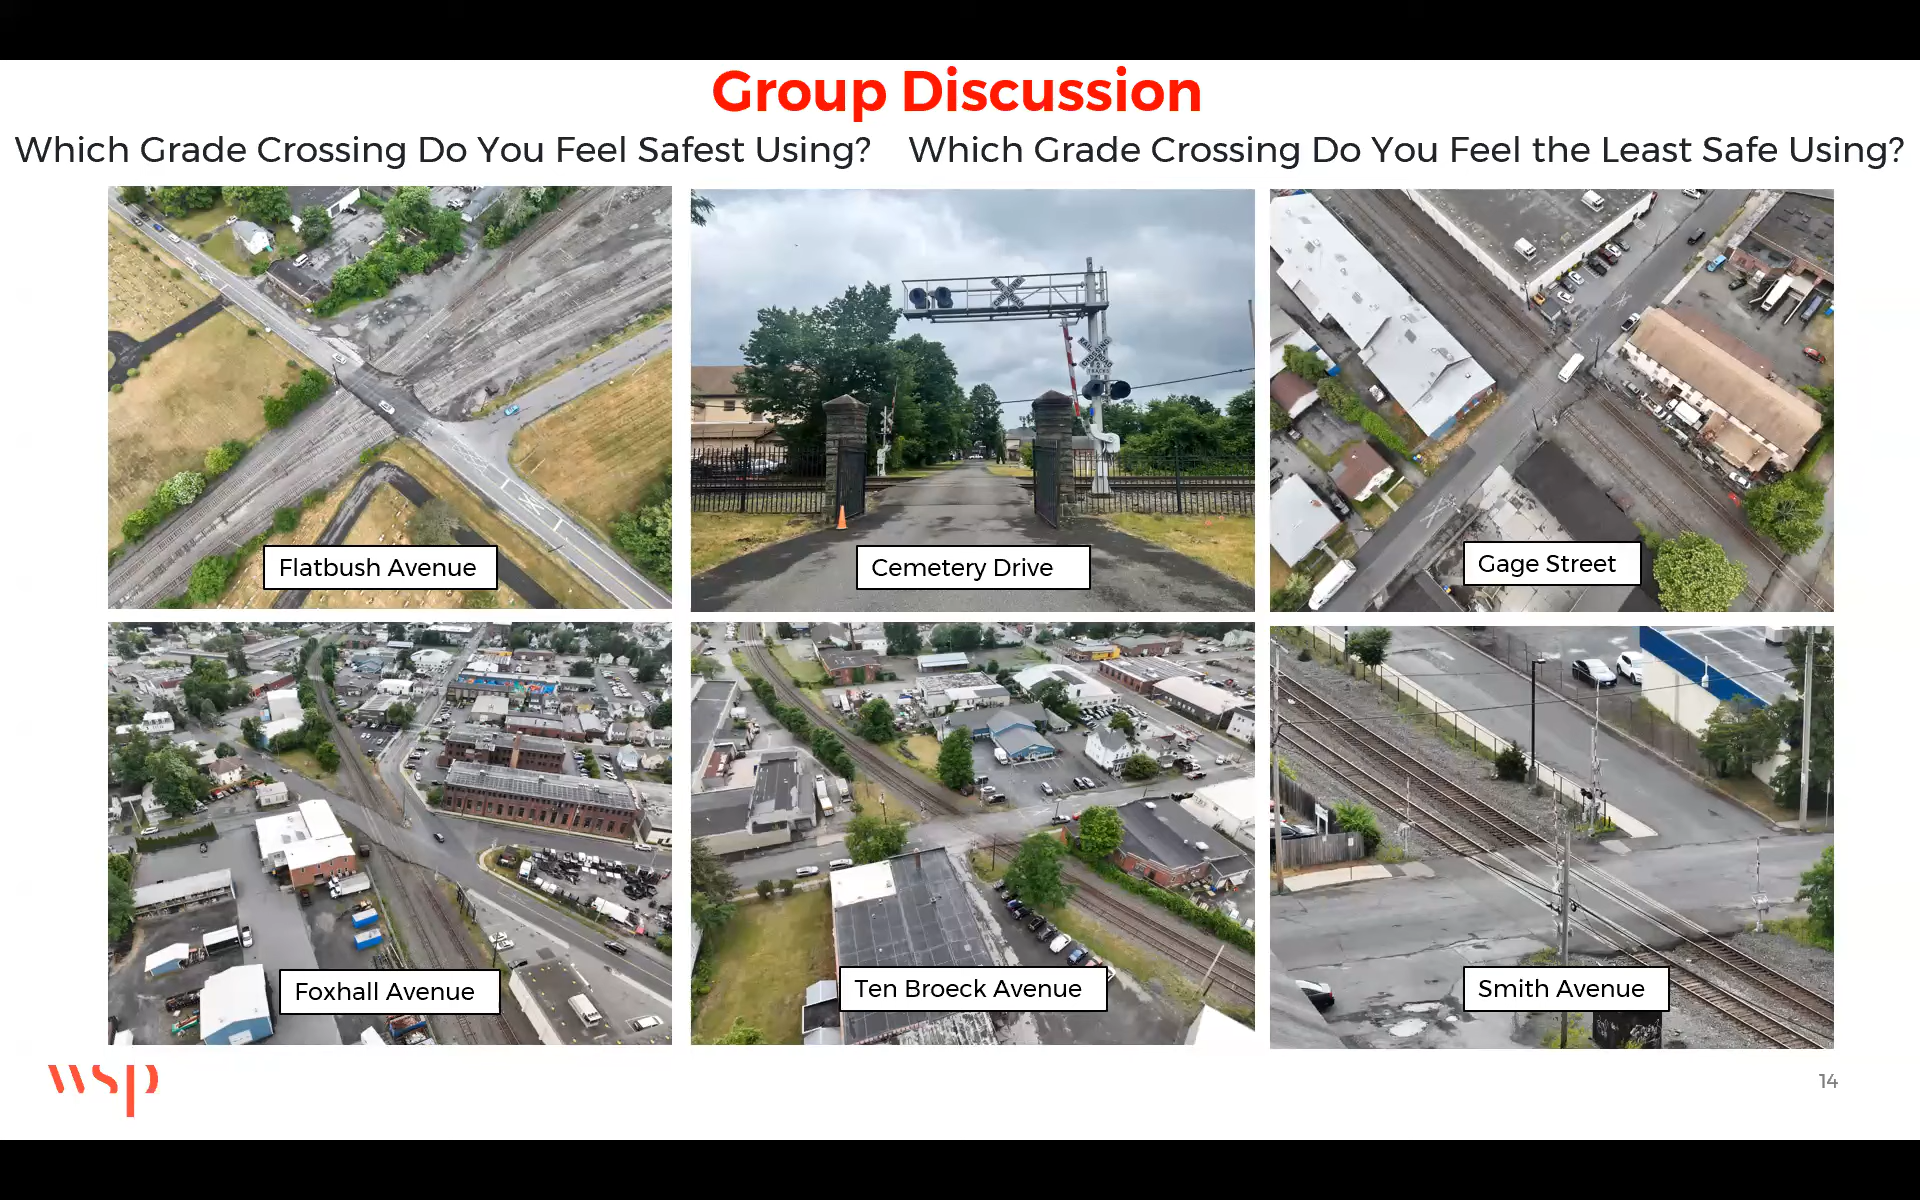 Group Discussion
Which Grade Crossing Do You Feel Safest Using? Which Grade Crossing Do You Feel the Least Safe Using?
Flatbush Avenue
Cemetery Drive
Gage Street
Foxhall Avenue
Ten Broeck Avenue
Smith Avenue
wsp
14